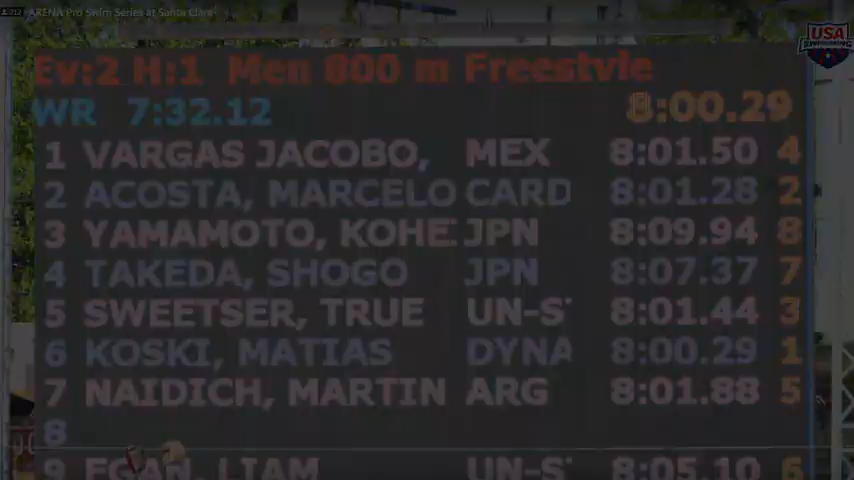 212 ARENA Pro Swim Series at Santa Clara
USA
SWIMMING
Ev:2 H:1 Men 800 m Freestyle
WR 7:32.12 8:00.29
1 VARGAS JACOBO, MEX 8:01.50 4
2 ACOSTA, MARCELO CARD 8:01.28 2
3 YAMAMOTO, KOHE JPN 8:09.94 8
4 TAKEDA, SHOGO JPN 8:07.37 7
5 SWEETSER, TRUE UN-ST 8:01.44 3
6 KOSKI, MATIAS DYNA 8:00.29 1
7 NAIDICH, MARTIN ARG 8:01.88 5
8
9 EGAN, LIAM UN-ST 8:05.10 6